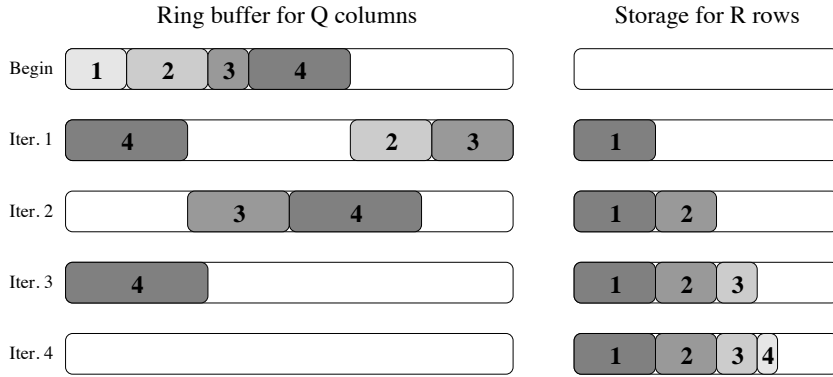 Ring buffer for Q columns Storage for R rows
Begin 1 2 3 4
Iter. 1 4 2 3 1
Iter. 2 3 4 1 2
Iter. 3 4 1 2 3
Iter. 4 1 2 3 4